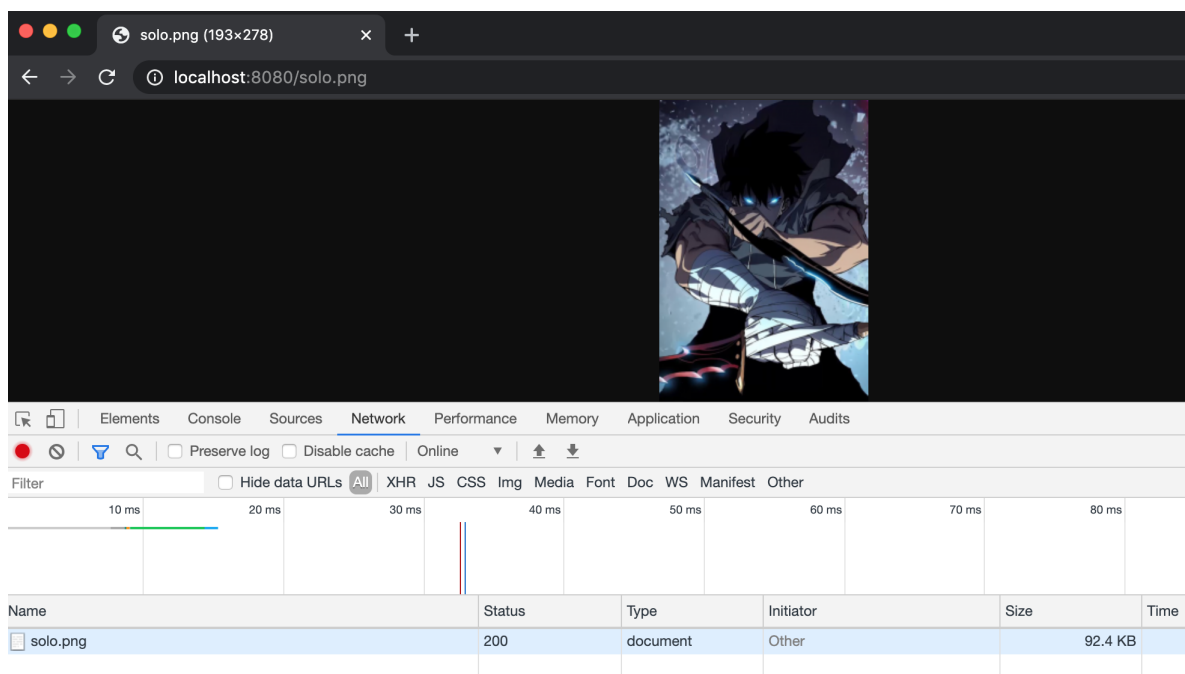 solo.png (193×278)
localhost:8080/solo.png
Elements Console Sources Network Performance Memory Application Security Audits
Preserve log Disable cache Online
Filter Hide data URLs All XHR JS CSS Img Media Font Doc WS Manifest Other
10 ms 20 ms 30 ms 40 ms 50 ms 60 ms 70 ms 80 ms
Name Status Type Initiator Size Time
solo.png 200 document Other 92.4 KB